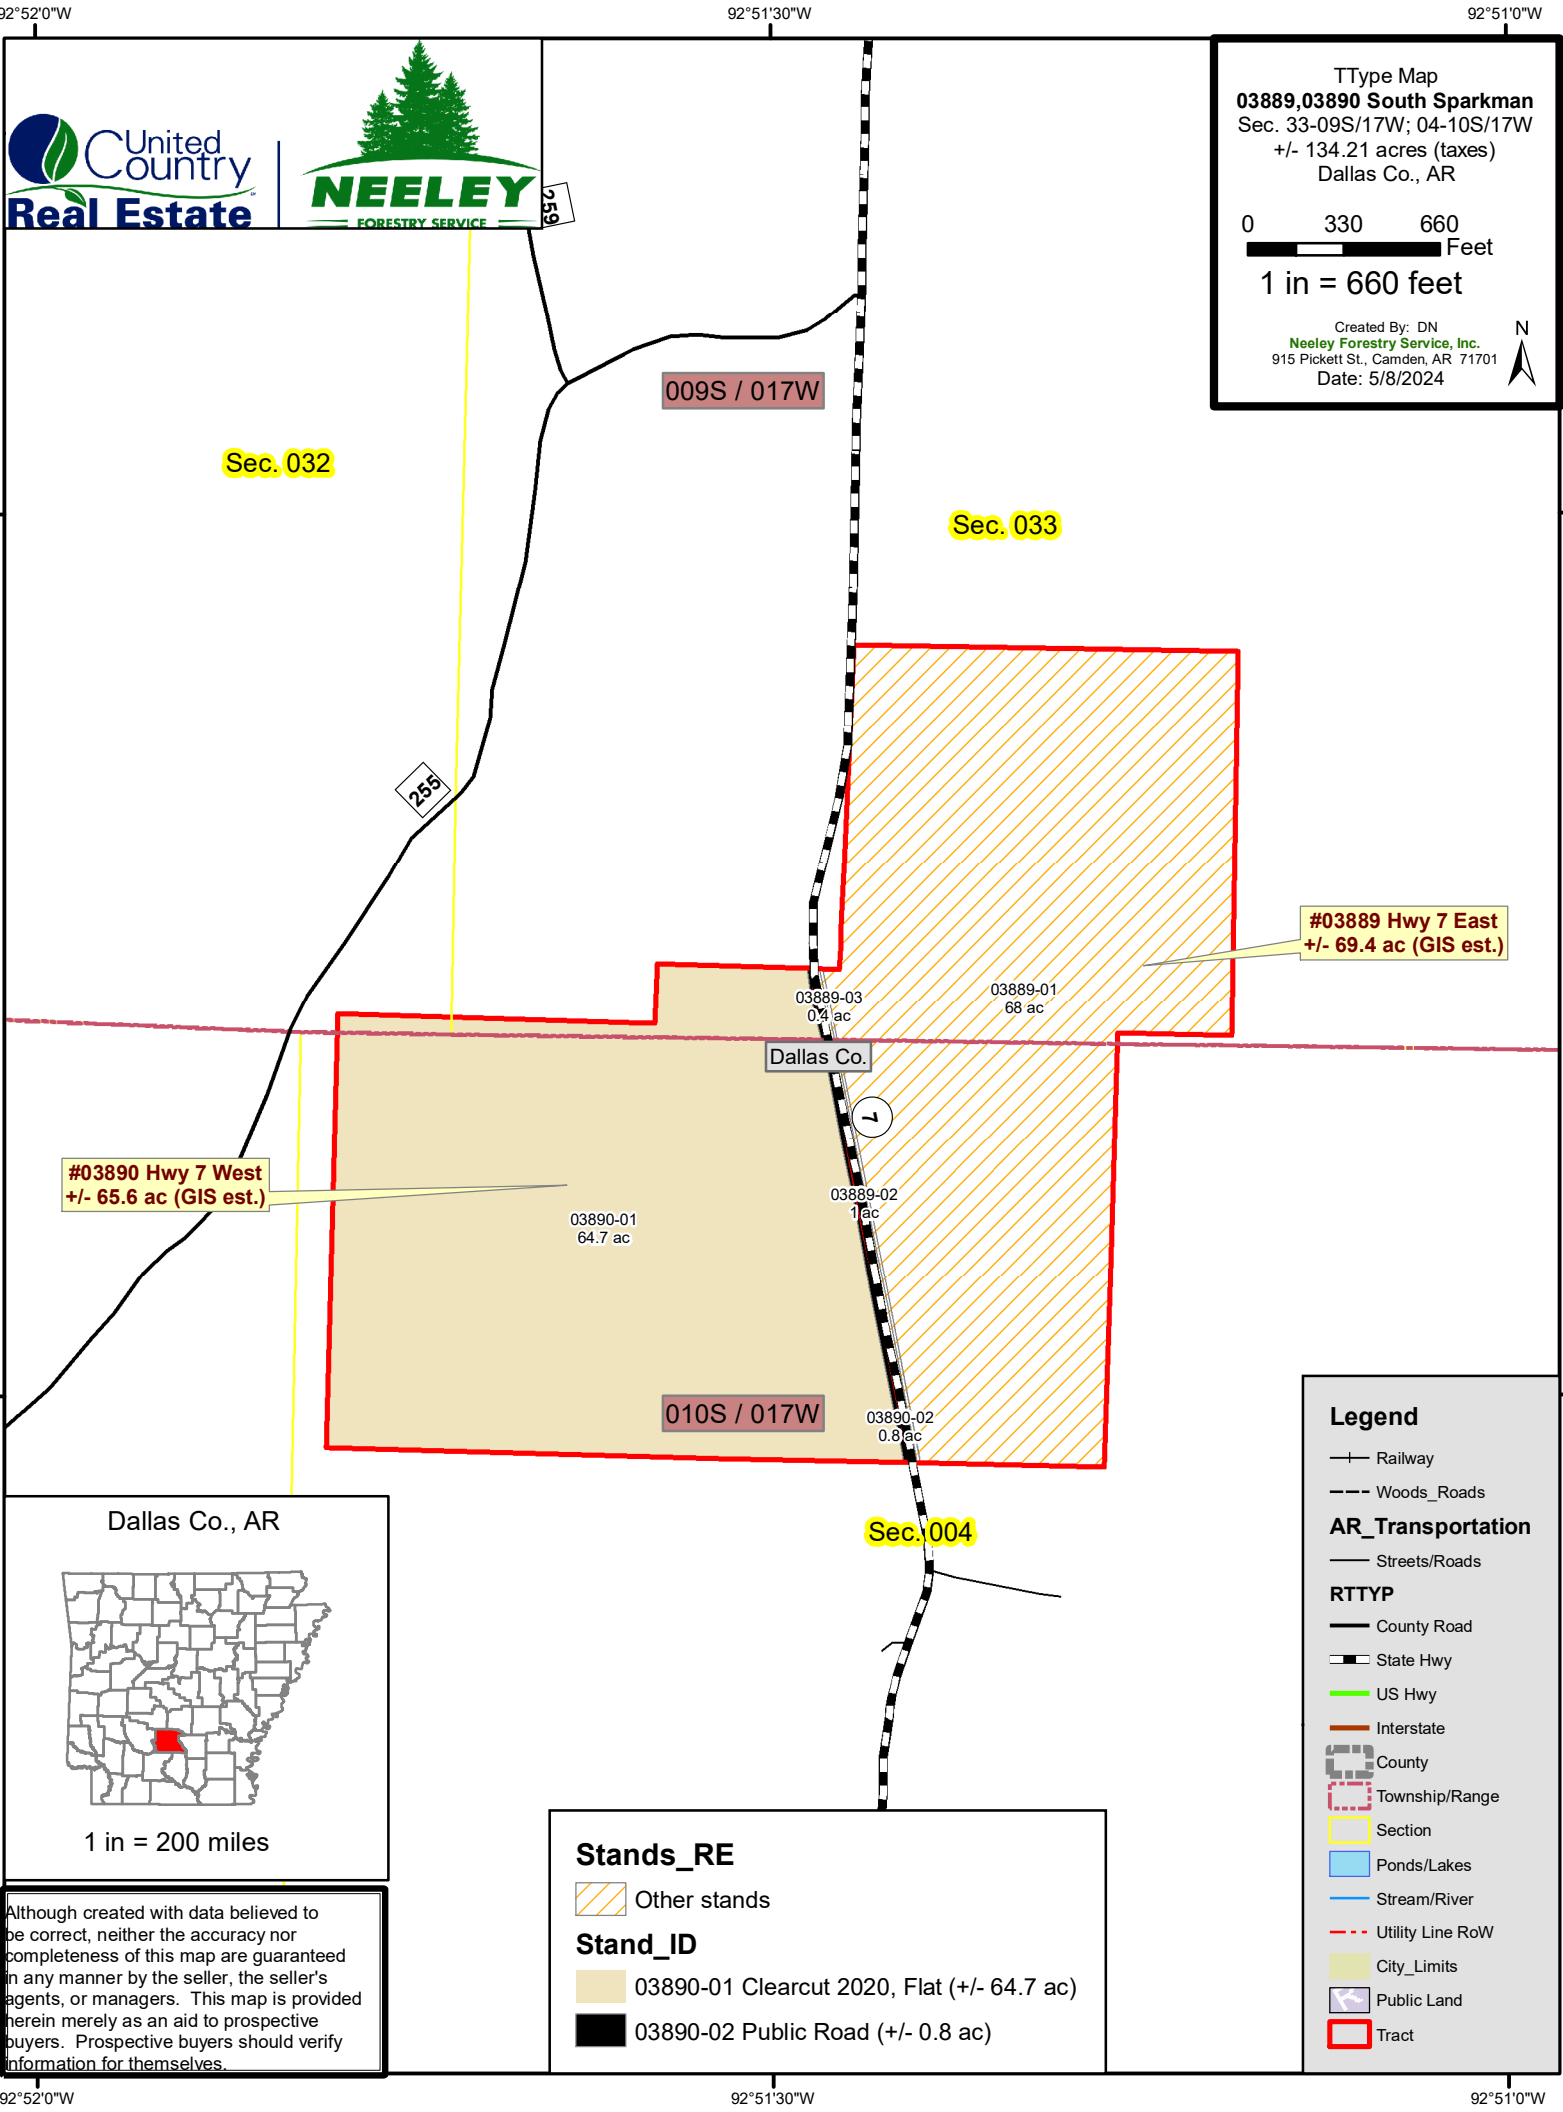 92°52'0"W
92°51'30"W
92°51'0"W
United
Country
Real Estate
NEELEY
FORESTRY SERVICE
TType Map
03889,03890 South Sparkman
Sec. 33-09S/17W; 04-10S/17W
+/- 134.21 acres (taxes)
Dallas Co., AR
0 330 660
Feet
1 in = 660 feet
Created By: DN
Neeley Forestry Service, Inc.
915 Pickett St., Camden, AR 71701
Date: 5/8/2024
N
259
009S / 017W
Sec. 032
Sec. 033
255
#03889 Hwy 7 East
+/- 69.4 ac (GIS est.)
03889-03
0.4 ac
03889-01
68 ac
Dallas Co.
7
#03890 Hwy 7 West
+/- 65.6 ac (GIS est.)
03889-02
1 ac
03890-01
64.7 ac
010S / 017W
03890-02
0.8 ac
Sec. 004
Dallas Co., AR
1 in = 200 miles
Although created with data believed to
be correct, neither the accuracy nor
completeness of this map are guaranteed
in any manner by the seller, the seller's
agents, or managers. This map is provided
herein merely as an aid to prospective
buyers. Prospective buyers should verify
information for themselves.
Stands_RE
Other stands
Stand_ID
03890-01 Clearcut 2020, Flat (+/- 64.7 ac)
03890-02 Public Road (+/- 0.8 ac)
Legend
Railway
Woods_Roads
AR_Transportation
Streets/Roads
RTTYP
County Road
State Hwy
US Hwy
Interstate
County
Township/Range
Section
Ponds/Lakes
Stream/River
Utility Line RoW
City_Limits
Public Land
Tract
92°52'0"W
92°51'30"W
92°51'0"W